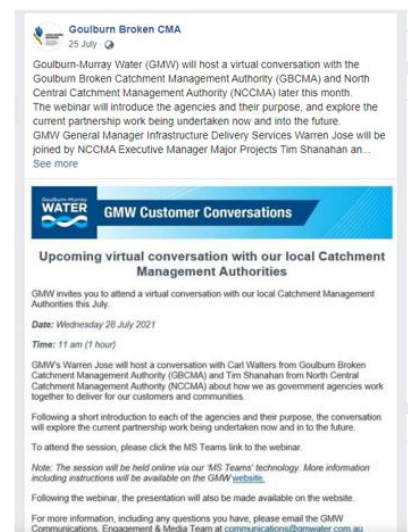 Goulburn Broken CMA
25 July ·
Goulburn-Murray Water (GMW) will host a virtual conversation with the
Goulburn Broken Catchment Management Authority (GBCMA) and North
Central Catchment Management Authority (NCCMA) later this month.
The webinar will introduce the agencies and their purpose, and explore the
current partnership work being undertaken now and into the future.
GMW General Manager Infrastructure Delivery Services Warren Jose will be
joined by NCCMA Executive Manager Major Projects Tim Shanahan an...
See more
Goulburn-Murray
WATER
GMW Customer Conversations
Upcoming virtual conversation with our local Catchment
Management Authorities
GMW invites you to attend a virtual conversation with our local Catchment Management
Authorities this July.
Date: Wednesday 28 July 2021
Time: 11 am (1 hour)
GMW's Warren Jose will host a conversation with Carl Walters from Goulburn Broken
Catchment Management Authority (GBCMA) and Tim Shanahan from North Central
Catchment Management Authority (NCCMA) about how we as government agencies work
together to deliver for our customers and communities.
Following a short introduction to each of the agencies and their purpose, the conversation
will explore the current partnership work being undertaken now and in to the future.
To attend the session, please click the MS Teams link to the webinar.
Note: The session will be held online via our 'MS Teams' technology. More information
including instructions will be available on the GMW website.
Following the webinar, the presentation will also be made available on the website.
For more information, including any questions you have, please email the GMW
Communications, Engagement & Media Team at communications@gmwater.com.au